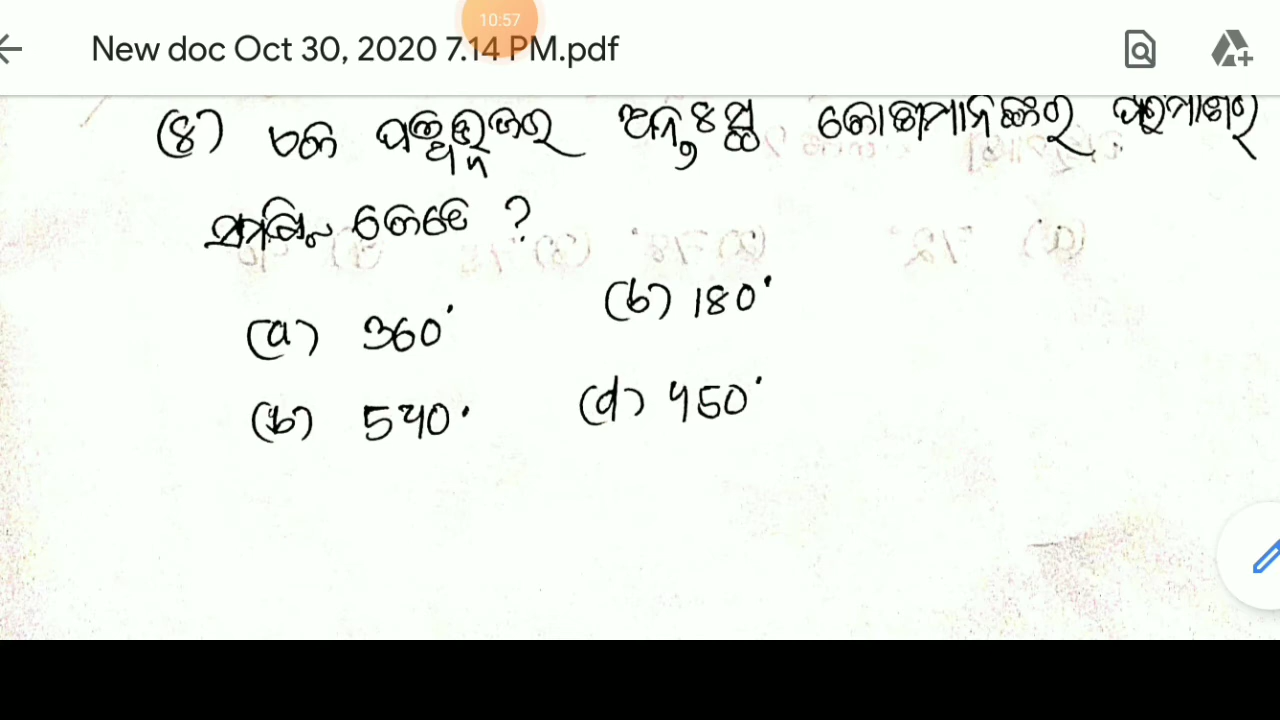 10:57
New doc Oct 30, 2020 7.14 PM.pdf
(୪) ଏକ ପଞ୍ଚଭୁଜର ଅନ୍ତଃସ୍ଥ କୋଣମାନଙ୍କର ପରିମାଣର
ସମଷ୍ଟି କେତେ ?
(a) 360° (b) 180°
(b) 540° (d) 450°